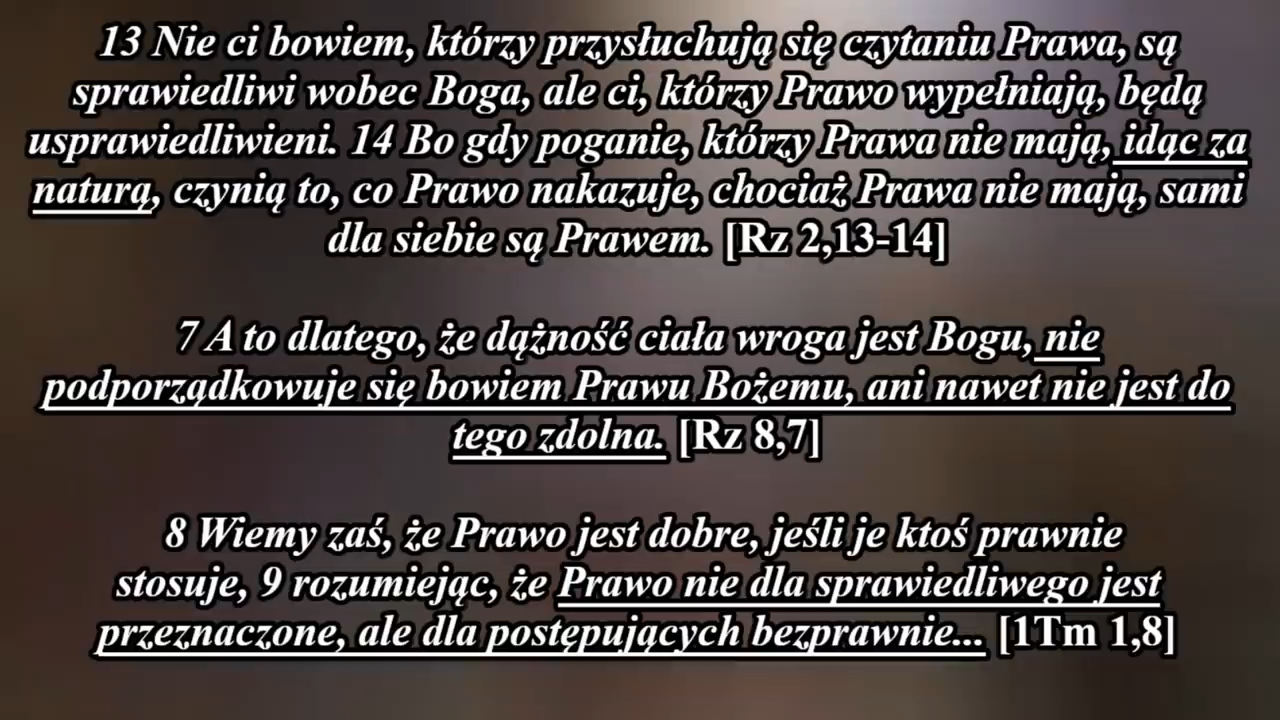 13 Nie ci bowiem, którzy przysłuchują się czytaniu Prawa, są
sprawiedliwi wobec Boga, ale ci, którzy Prawo wypełniają, będą
usprawiedliwieni. 14 Bo gdy poganie, którzy Prawa nie mają, idąc za
naturą, czynią to, co Prawo nakazuje, chociaż Prawa nie mają, sami
dla siebie są Prawem. [Rz 2,13-14]
7 A to dlatego, że dążność ciała wroga jest Bogu, nie
podporządkowuje się bowiem Prawu Bożemu, ani nawet nie jest do
tego zdolna. [Rz 8,7]
8 Wiemy zaś, że Prawo jest dobre, jeśli je ktoś prawnie
stosuje, 9 rozumiejąc, że Prawo nie dla sprawiedliwego jest
przeznaczone, ale dla postępujących bezprawnie... [1Tm 1,8]